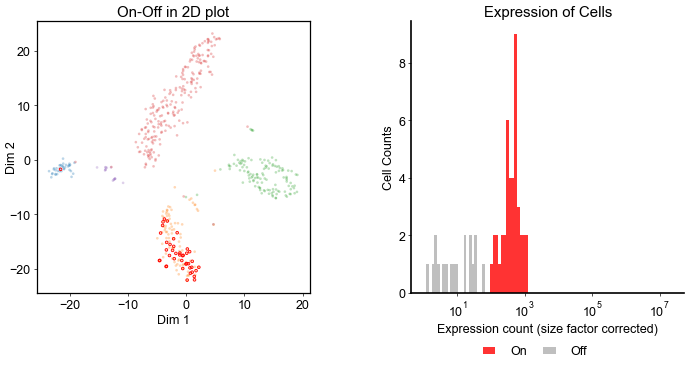 On-Off in 2D plot
Dim 2
20
10
0
−10
−20
−20 −10 0 10 20
Dim 1
Expression of Cells
Cell Counts
8
6
4
2
0
10^1 10^3 10^5 10^7
Expression count (size factor corrected)
On Off